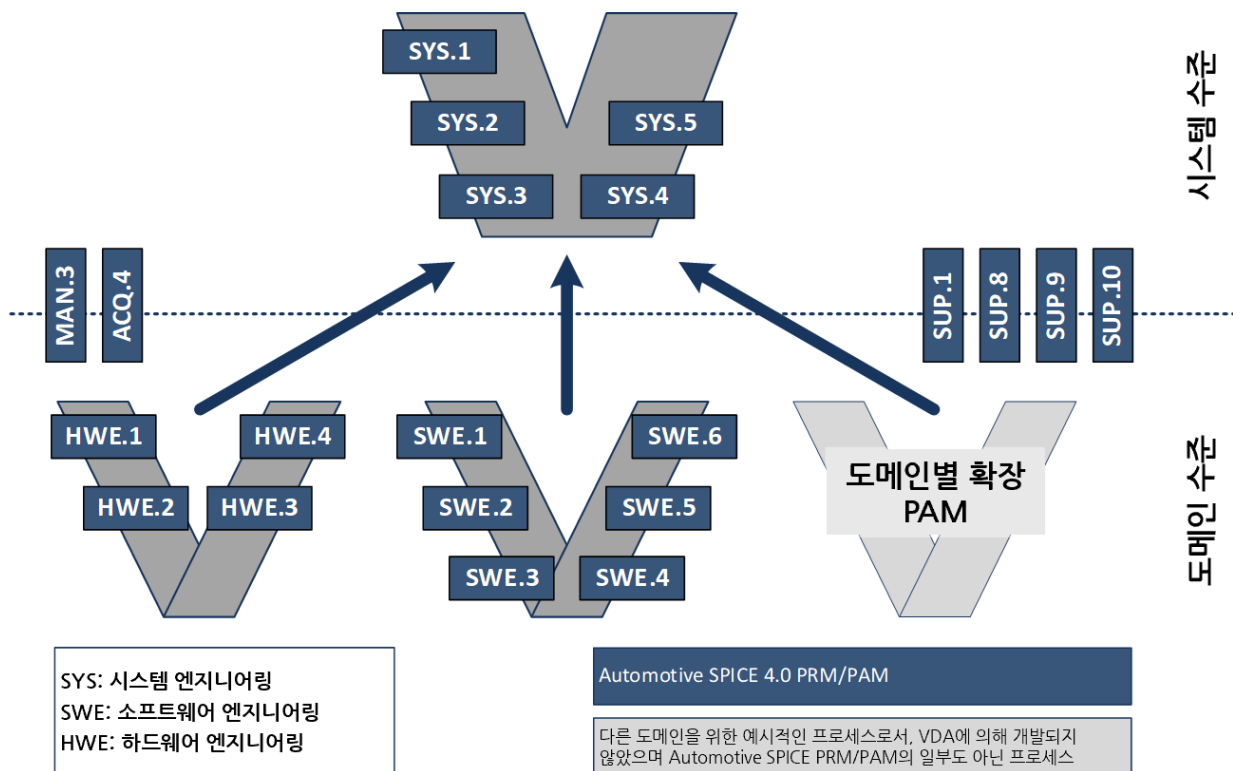 SYS.1
SYS.2
SYS.5
SYS.3
SYS.4
시스템 수준
MAN.3
ACQ.4
SUP.1
SUP.8
SUP.9
SUP.10
HWE.1
HWE.4
HWE.2
HWE.3
SWE.1
SWE.6
SWE.2
SWE.5
SWE.3
SWE.4
도메인별 확장
PAM
도메인 수준
SYS: 시스템 엔지니어링
SWE: 소프트웨어 엔지니어링
HWE: 하드웨어 엔지니어링
Automotive SPICE 4.0 PRM/PAM
다른 도메인을 위한 예시적인 프로세스로서, VDA에 의해 개발되지
않았으며 Automotive SPICE PRM/PAM의 일부도 아닌 프로세스